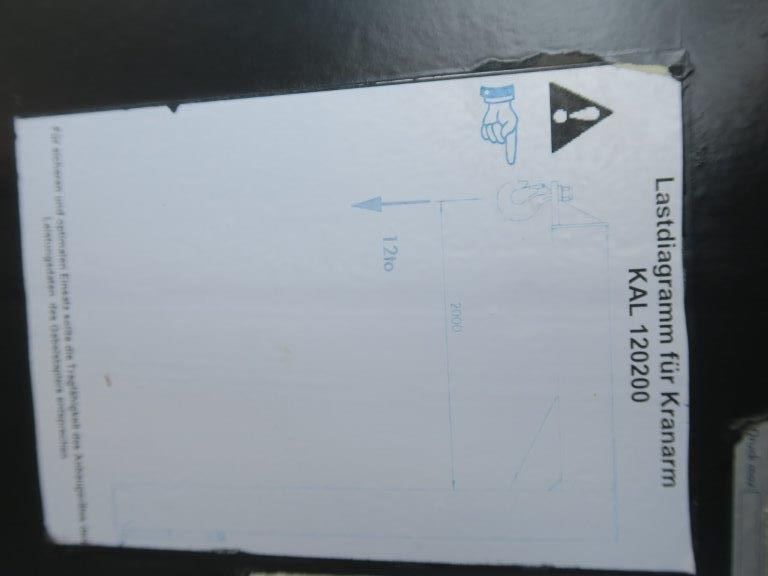 Lastdiagramm für Kranarm
KAL 120200
12to
2000
Für sicheren und optimalen Einsatz sollte die Tragfähigkeit des Anbaugerätes den
Leistungsdaten des Gabelstaplers entsprechen